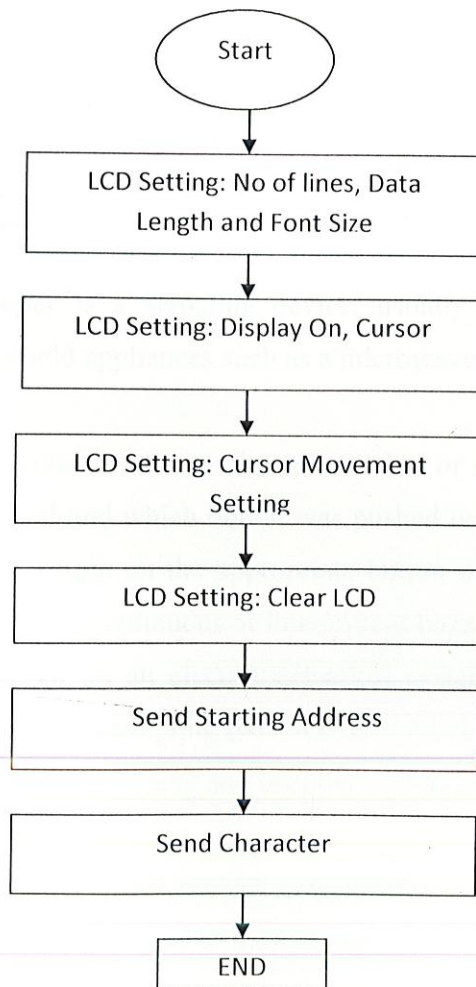 Start
LCD Setting: No of lines, Data
Length and Font Size
LCD Setting: Display On, Cursor
LCD Setting: Cursor Movement
Setting
LCD Setting: Clear LCD
Send Starting Address
Send Character
END